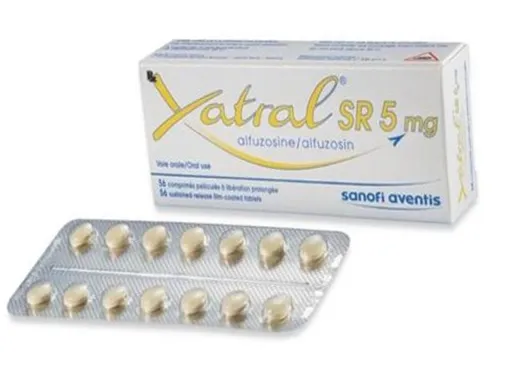 Rx
Xatral® SR 5 mg
alfuzosine/alfuzosin
Voie orale/Oral use
56 comprimés pelliculés à libération prolongée
56 sustained release film-coated tablets
sanofi aventis